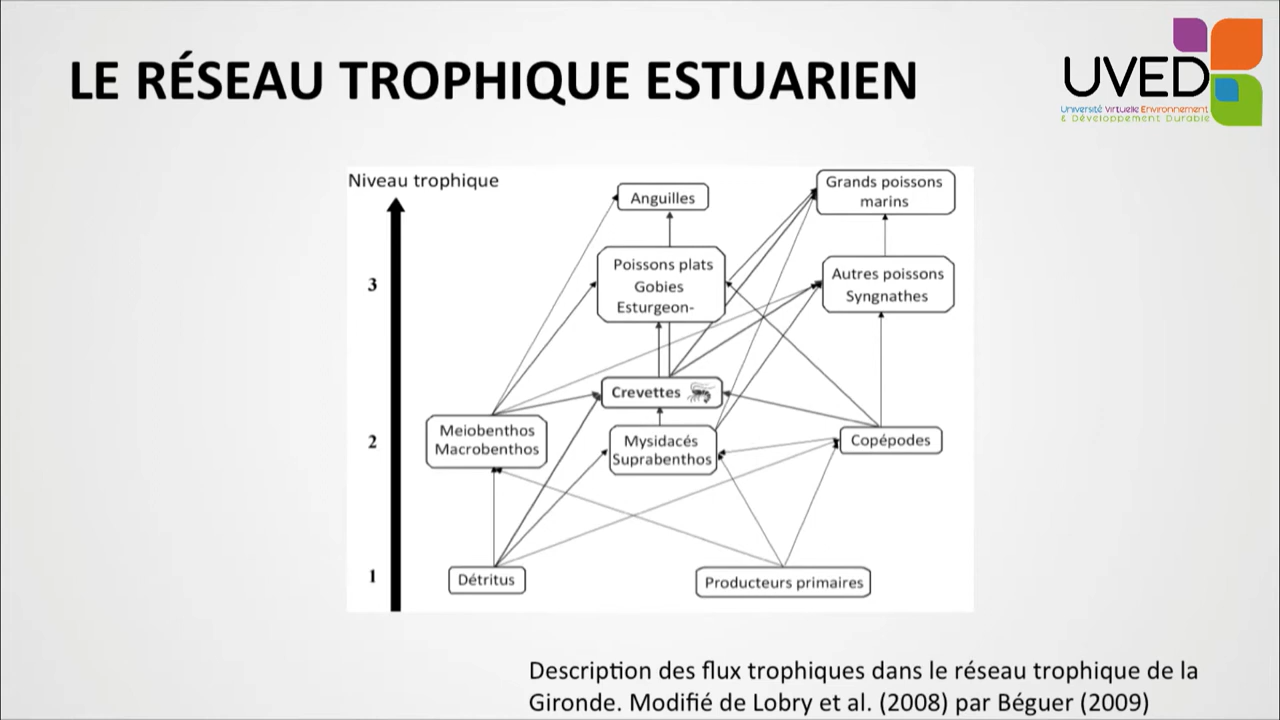 LE RÉSEAU TROPHIQUE ESTUARIEN
UVED
Université Virtuelle Environnement
& Développement Durable
Niveau trophique
Anguilles
Grands poissons
marins
3
Poissons plats
Gobies
Esturgeon-
Autres poissons
Syngnathes
Crevettes
2
Meiobenthos
Macrobenthos
Mysidacés
Suprabenthos
Copépodes
1
Détritus
Producteurs primaires
Description des flux trophiques dans le réseau trophique de la
Gironde. Modifié de Lobry et al. (2008) par Béguer (2009)